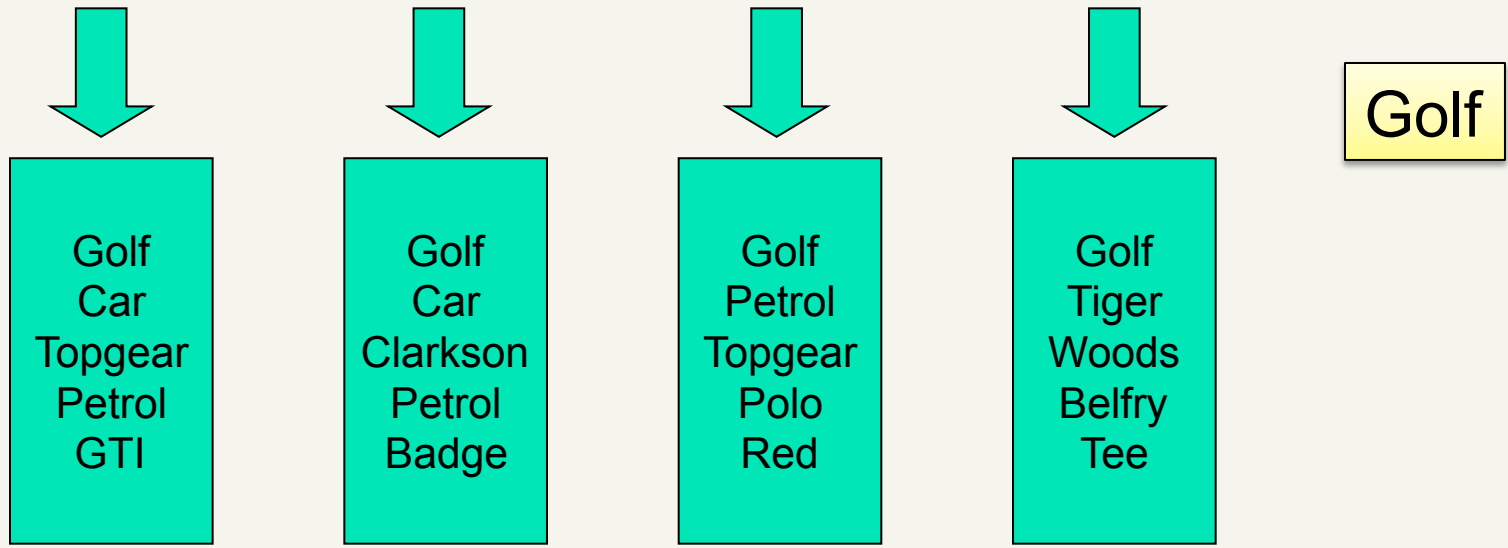 Golf
Golf
Car
Topgear
Petrol
GTI
Golf
Car
Clarkson
Petrol
Badge
Golf
Petrol
Topgear
Polo
Red
Golf
Tiger
Woods
Belfry
Tee